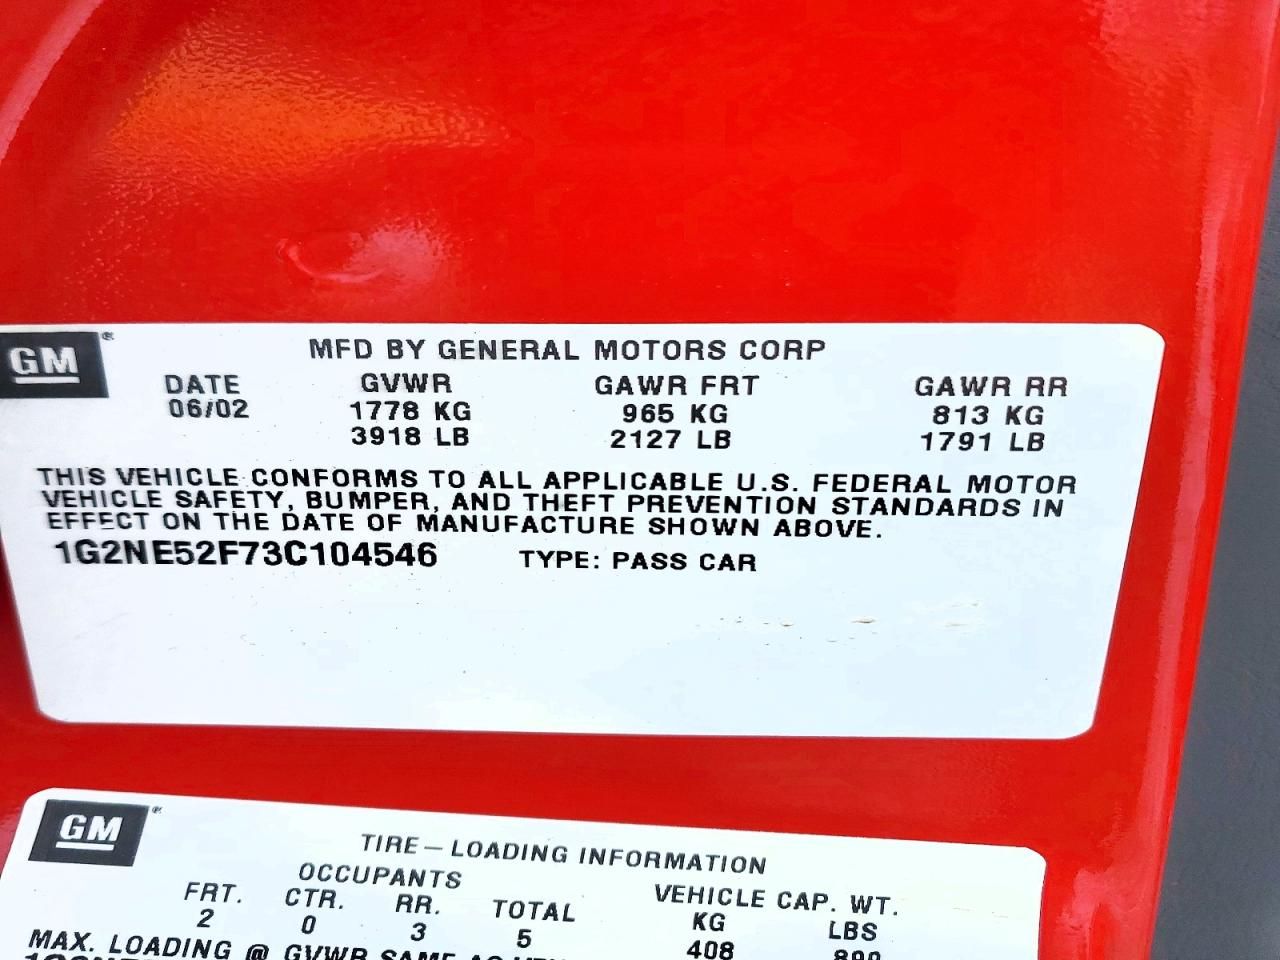 GM®
MFD BY GENERAL MOTORS CORP
DATE GVWR GAWR FRT GAWR RR
06/02 1778 KG 965 KG 813 KG
3918 LB 2127 LB 1791 LB
THIS VEHICLE CONFORMS TO ALL APPLICABLE U.S. FEDERAL MOTOR
VEHICLE SAFETY, BUMPER, AND THEFT PREVENTION STANDARDS IN
EFFECT ON THE DATE OF MANUFACTURE SHOWN ABOVE.
1G2NE52F73C104546 TYPE: PASS CAR
GM®
TIRE—LOADING INFORMATION
OCCUPANTS VEHICLE CAP. WT.
FRT. CTR. RR. TOTAL KG LBS
2 0 3 5 408
MAX. LOADING @ GVWR SAME